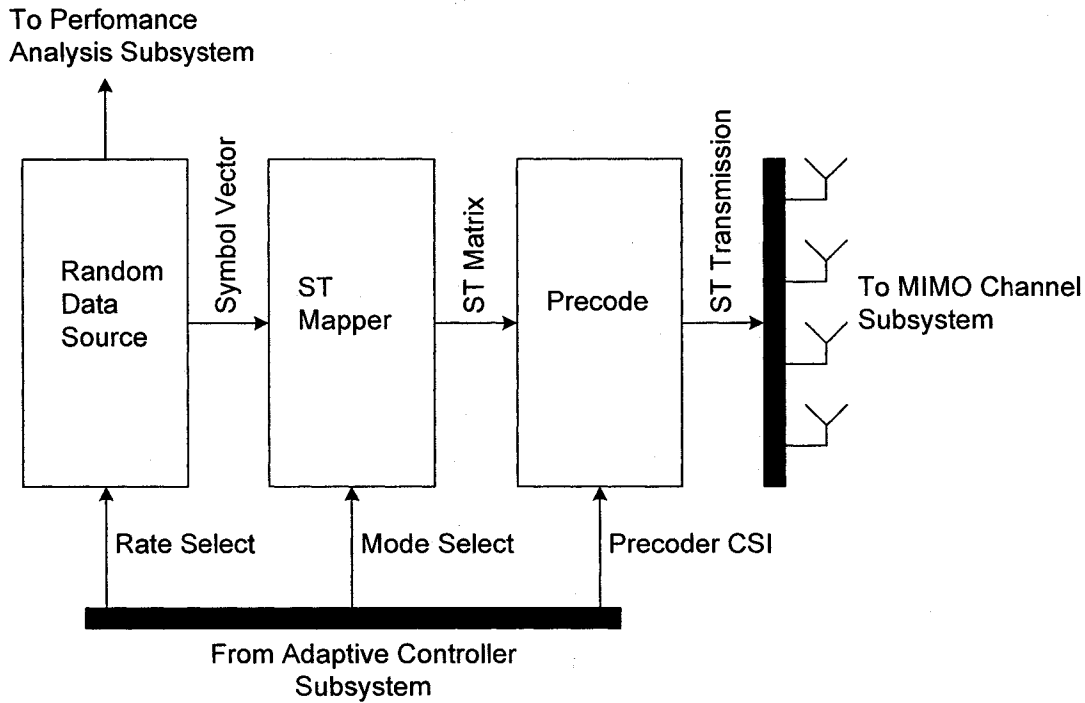 To Perfomance
Analysis Subsystem
Symbol Vector
ST Matrix
ST Transmission
Random
Data
Source
ST
Mapper
Precode
To MIMO Channel
Subsystem
Rate Select
Mode Select
Precoder CSI
From Adaptive Controller
Subsystem